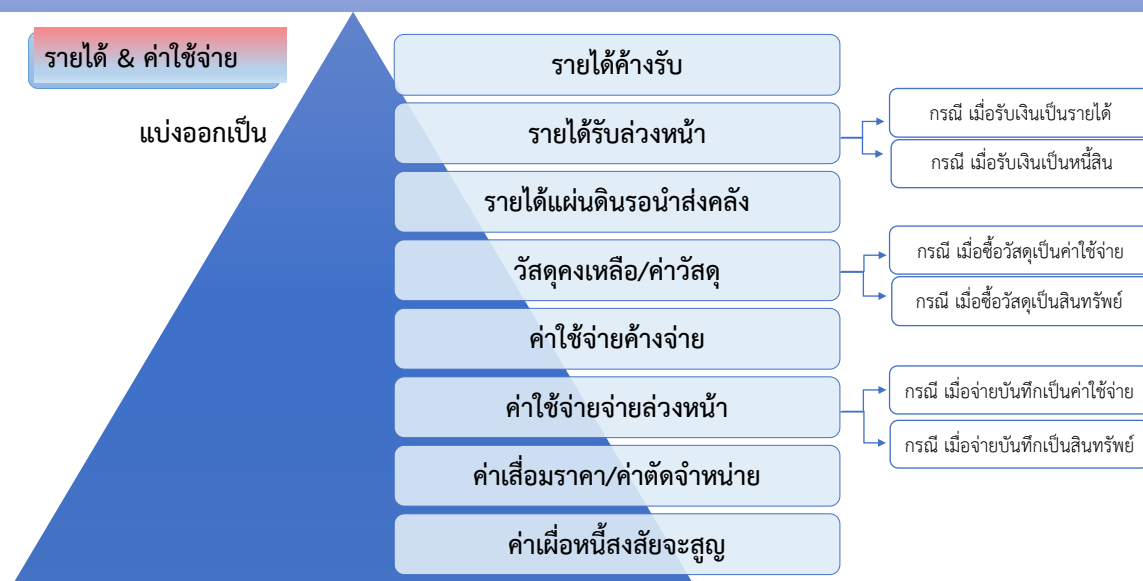 รายได้ & ค่าใช้จ่าย
แบ่งออกเป็น
รายได้ค้างรับ
รายได้รับล่วงหน้า
กรณี เมื่อรับเงินเป็นรายได้
กรณี เมื่อรับเงินเป็นหนี้สิน
รายได้แผ่นดินรอนำส่งคลัง
วัสดุคงเหลือ/ค่าวัสดุ
กรณี เมื่อซื้อวัสดุเป็นค่าใช้จ่าย
กรณี เมื่อซื้อวัสดุเป็นสินทรัพย์
ค่าใช้จ่ายค้างจ่าย
ค่าใช้จ่ายจ่ายล่วงหน้า
กรณี เมื่อจ่ายบันทึกเป็นค่าใช้จ่าย
กรณี เมื่อจ่ายบันทึกเป็นสินทรัพย์
ค่าเสื่อมราคา/ค่าตัดจำหน่าย
ค่าเผื่อหนี้สงสัยจะสูญ